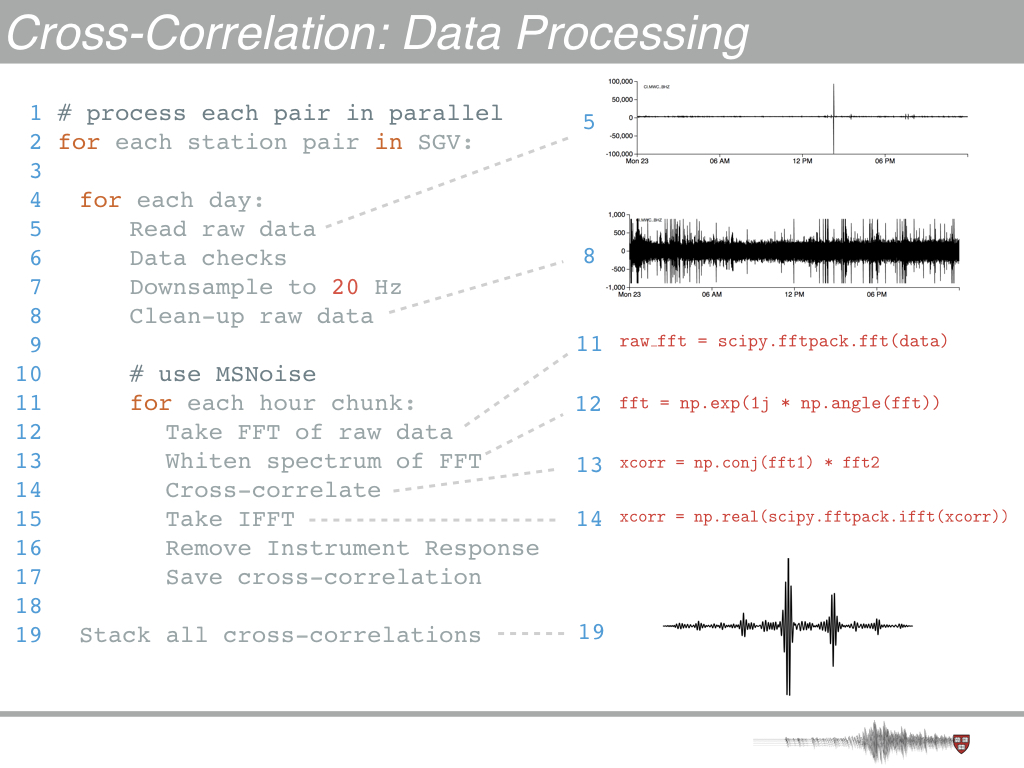 Cross-Correlation: Data Processing
1 # process each pair in parallel
2 for each station pair in SGV:
3
4 for each day:
5 Read raw data
6 Data checks
7 Downsample to 20 Hz
8 Clean-up raw data
9
10 # use MSNoise
11 for each hour chunk:
12 Take FFT of raw data
13 Whiten spectrum of FFT
14 Cross-correlate
15 Take IFFT
16 Remove Instrument Response
17 Save cross-correlation
18
19 Stack all cross-correlations
5
100,000
CI.MWC..BHZ
50,000
0
-50,000
-100,000
Mon 23 06 AM 12 PM 06 PM
8
1,000
500
0
-500
-1,000
Mon 23 06 AM 12 PM 06 PM
11 raw_fft = scipy.fftpack.fft(data)
12 fft = np.exp(1j * np.angle(fft))
13 xcorr = np.conj(fft1) * fft2
14 xcorr = np.real(scipy.fftpack.ifft(xcorr))
19